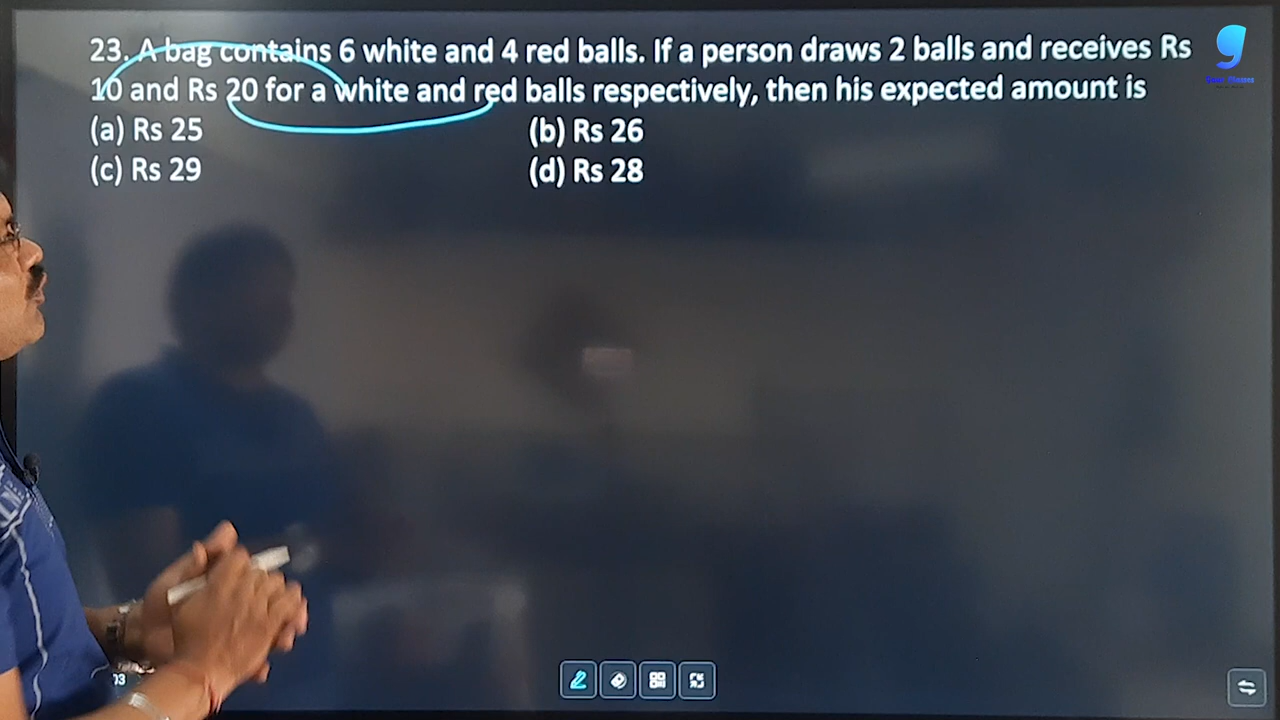 23. A bag contains 6 white and 4 red balls. If a person draws 2 balls and receives Rs
10 and Rs 20 for a white and red balls respectively, then his expected amount is
(a) Rs 25 (b) Rs 26
(c) Rs 29 (d) Rs 28